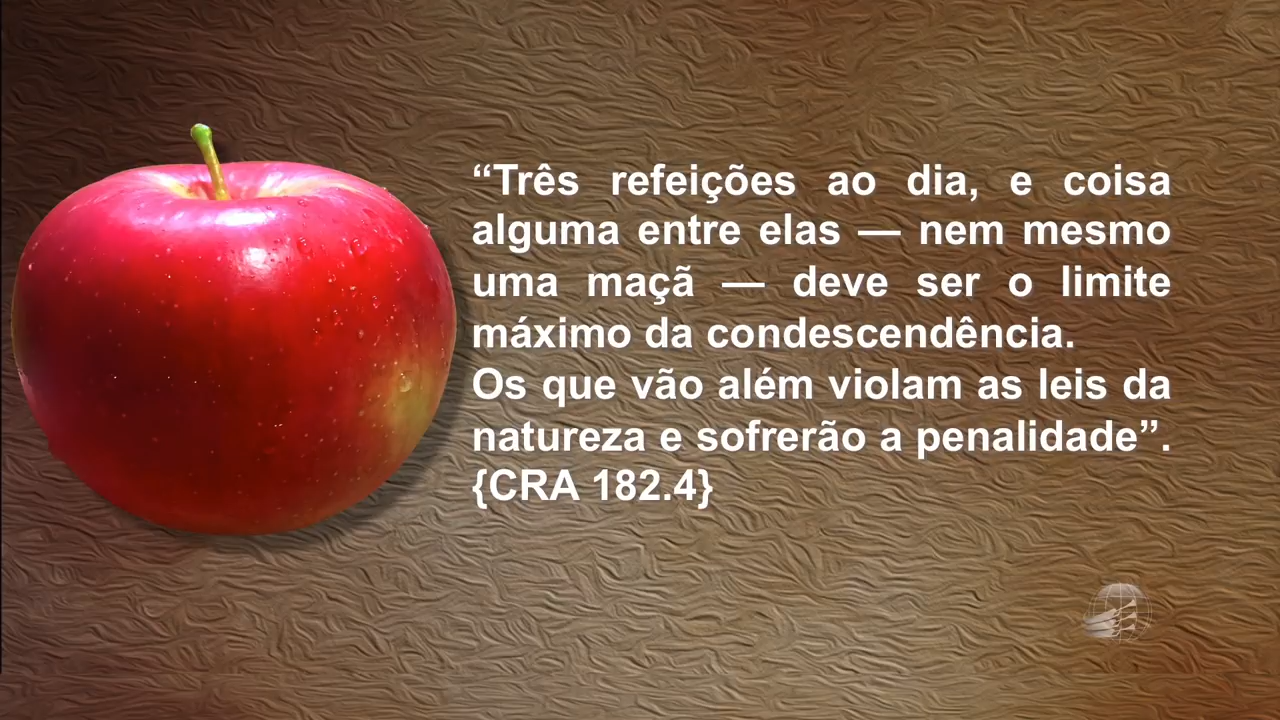 “Três refeições ao dia, e coisa
alguma entre elas — nem mesmo
uma maçã — deve ser o limite
máximo da condescendência.
Os que vão além violam as leis da
natureza e sofrerão a penalidade”.
{CRA 182.4}